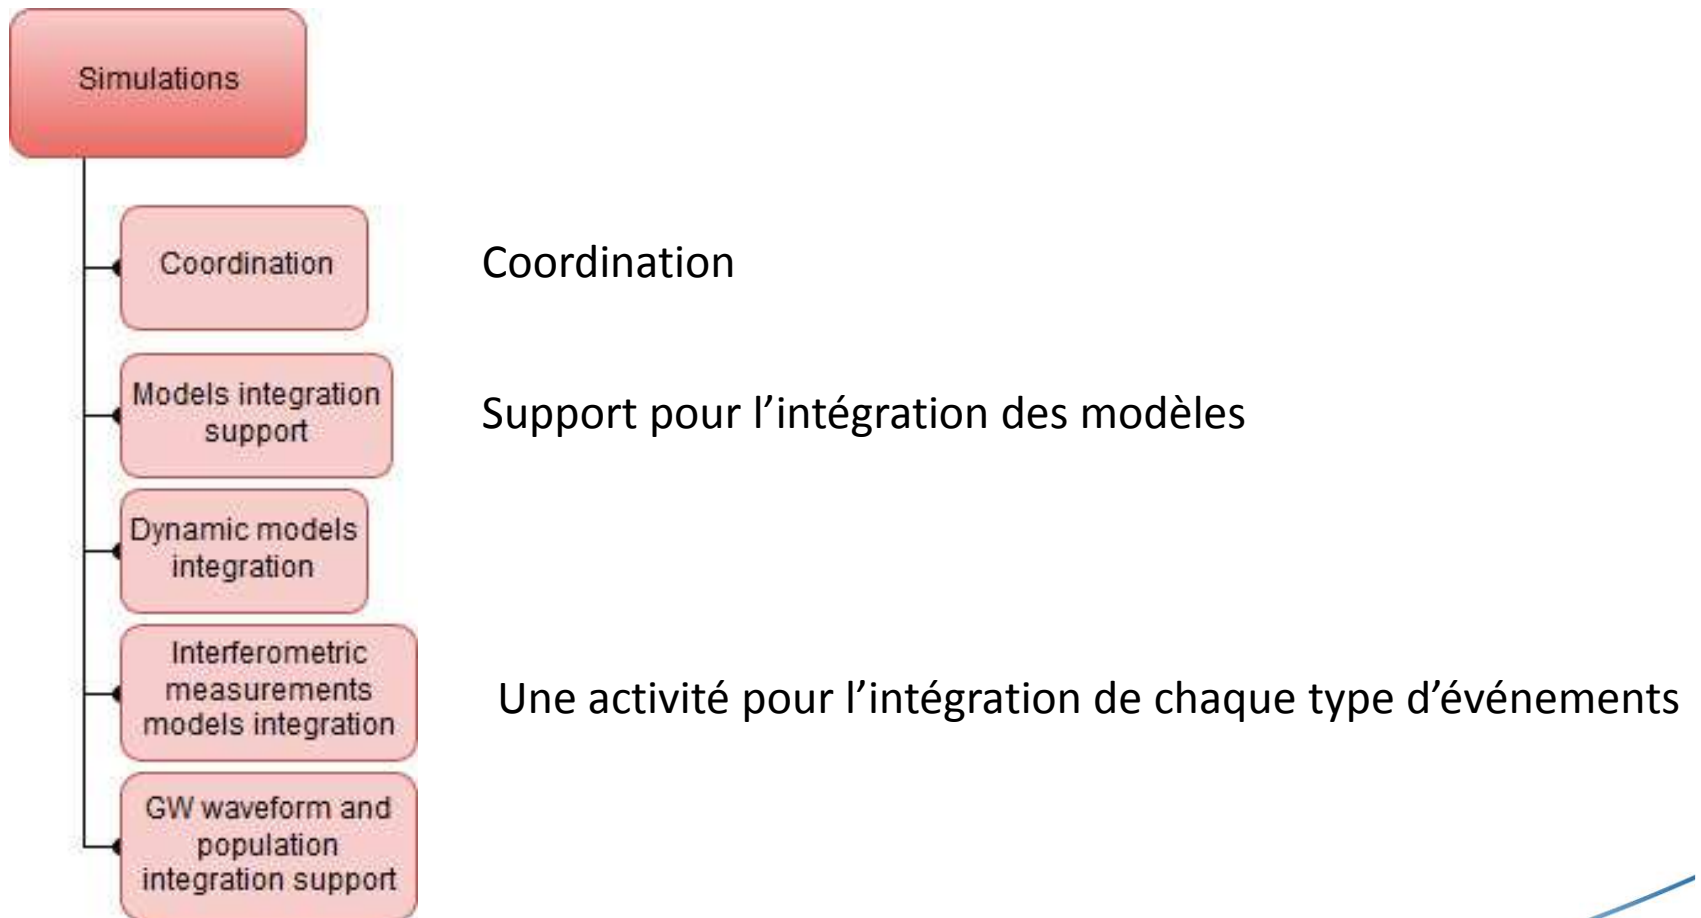 Simulations
Coordination
Coordination
Models integration
support
Support pour l’intégration des modèles
Dynamic models
integration
Interferometric
measurements
models integration
Une activité pour l’intégration de chaque type d’événements
GW waveform and
population
integration support